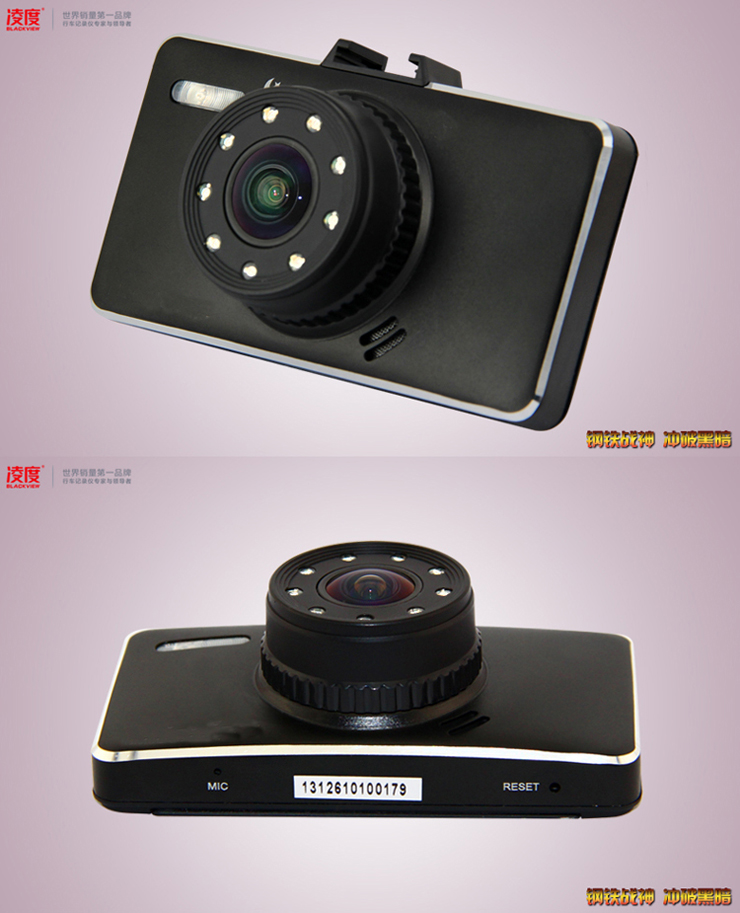 凌度
BLACKVIEW
世界销量第一品牌
行车记录仪专家与领导者
钢铁战神 冲破黑暗
凌度
BLACKVIEW
世界销量第一品牌
行车记录仪专家与领导者
MIC
1312610100179
RESET
钢铁战神 冲破黑暗